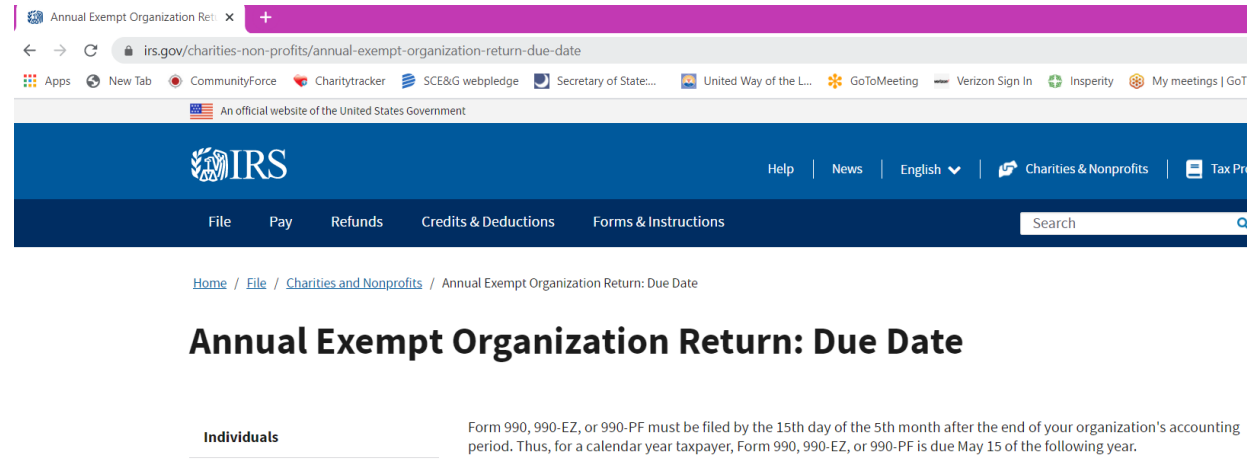 Annual Exempt Organization Retu
irs.gov/charities-non-profits/annual-exempt-organization-return-due-date
Apps New Tab CommunityForce Charitytracker SCE&G webpledge Secretary of State:... United Way of the L... GoToMeeting Verizon Sign In Insperity My meetings | GoT
An official website of the United States Government
IRS Help News English Charities & Nonprofits Tax Pr
File Pay Refunds Credits & Deductions Forms & Instructions Search
Home / File / Charities and Nonprofits / Annual Exempt Organization Return: Due Date
Annual Exempt Organization Return: Due Date
Individuals
Form 990, 990-EZ, or 990-PF must be filed by the 15th day of the 5th month after the end of your organization's accounting
period. Thus, for a calendar year taxpayer, Form 990, 990-EZ, or 990-PF is due May 15 of the following year.